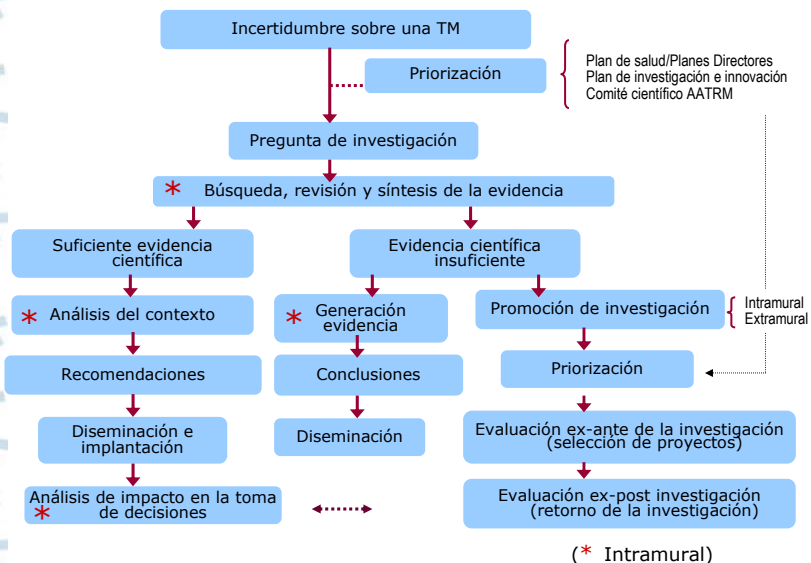 Incertidumbre sobre una TM
Priorización
Plan de salud/Planes Directores
Plan de investigación e innovación
Comité científico AATRM
Pregunta de investigación
* Búsqueda, revisión y síntesis de la evidencia
Suficiente evidencia
científica
Evidencia científica
insuficiente
* Análisis del contexto
* Generación
evidencia
Promoción de investigación
Intramural
Extramural
Recomendaciones
Conclusiones
Priorización
Diseminación e
implantación
Diseminación
Evaluación ex-ante de la investigación
(selección de proyectos)
Análisis de impacto en la toma
* de decisiones
Evaluación ex-post investigación
(retorno de la investigación)
(* Intramural)